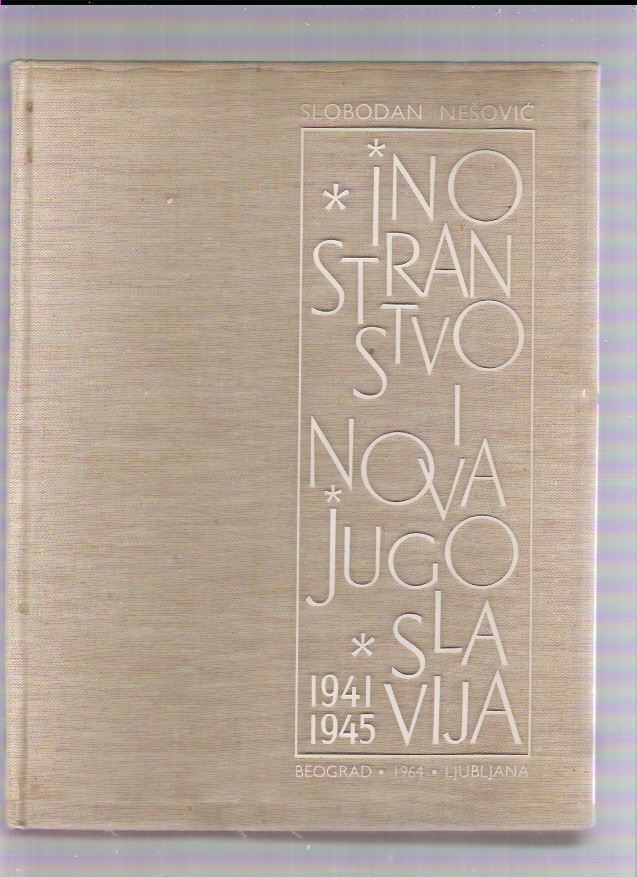 SLOBODAN NEŠOVIĆ
* INO
STRAN
STVO
I
NOVA
JUGO
* SLA
1941 VIJA
1945
BEOGRAD • 1964 • LJUBLJANA